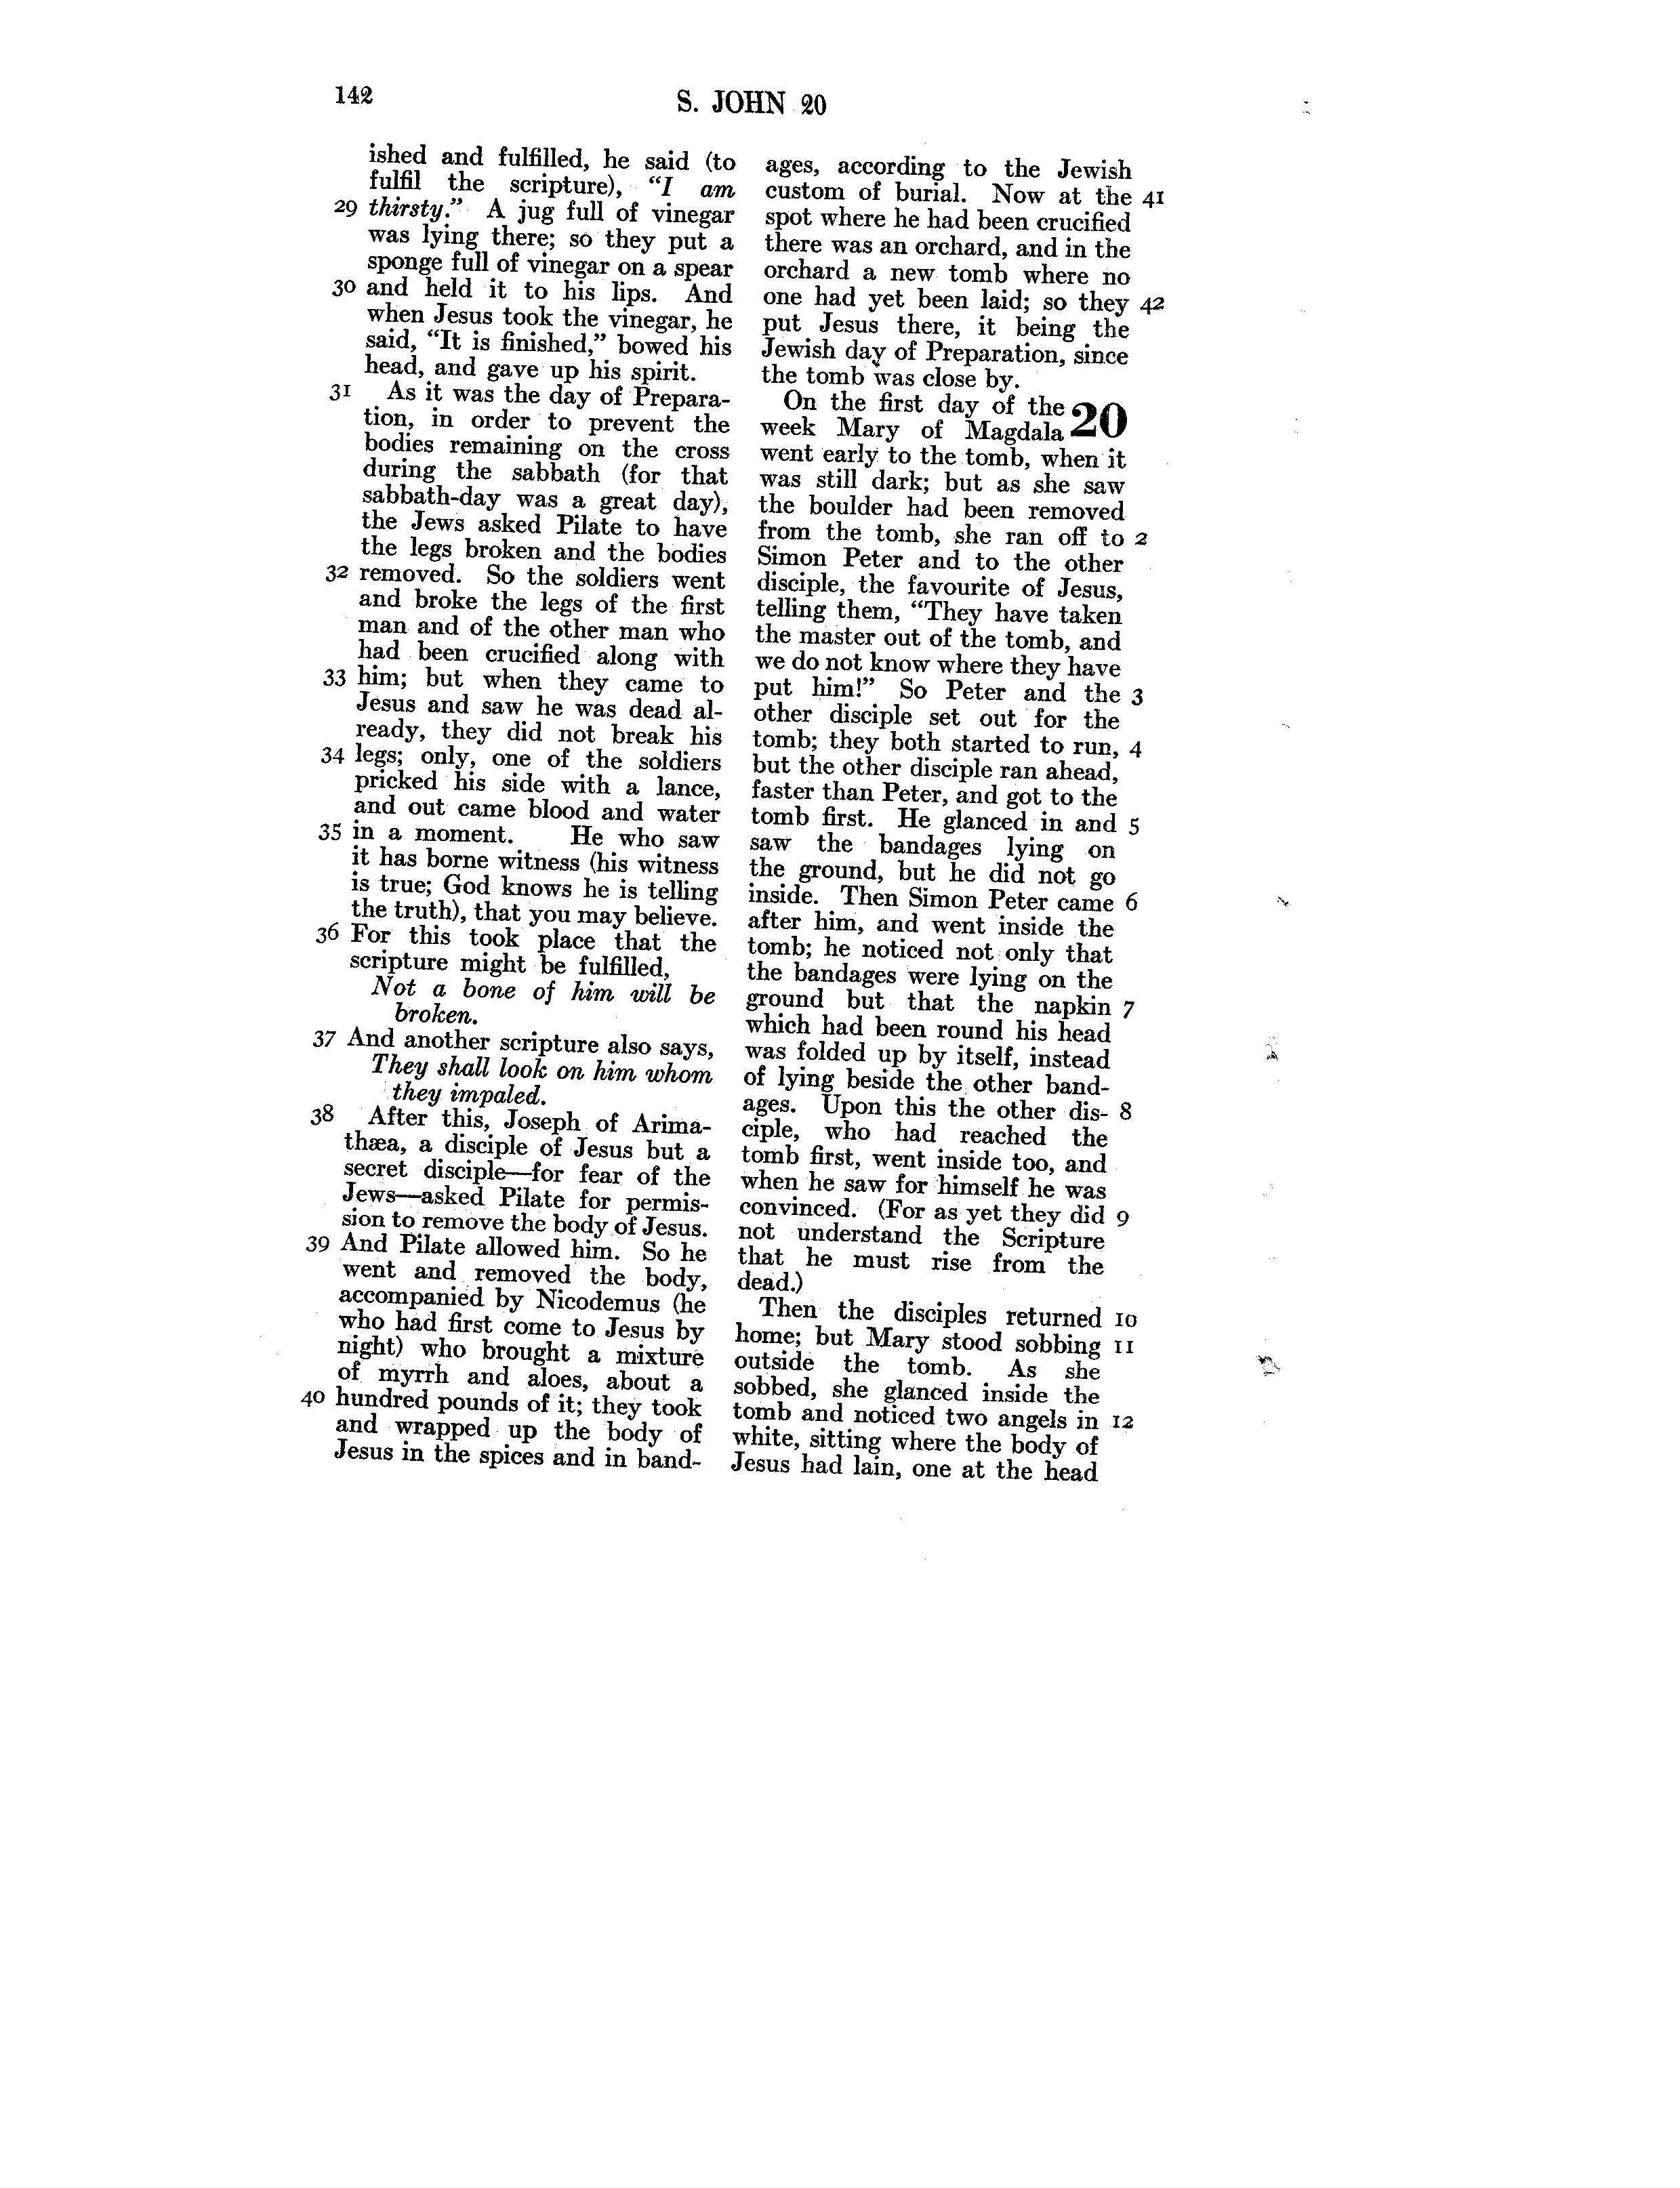 142
S. JOHN 20
ished and fulfilled, he said (to
fulfil the scripture), “I am
29 thirsty.” A jug full of vinegar
was lying there; so they put a
sponge full of vinegar on a spear
30 and held it to his lips. And
when Jesus took the vinegar, he
said, “It is finished,” bowed his
head, and gave up his spirit.
31 As it was the day of Prepara-
tion, in order to prevent the
bodies remaining on the cross
during the sabbath (for that
sabbath-day was a great day),
the Jews asked Pilate to have
the legs broken and the bodies
32 removed. So the soldiers went
and broke the legs of the first
man and of the other man who
had been crucified along with
33 him; but when they came to
Jesus and saw he was dead al-
ready, they did not break his
34 legs; only, one of the soldiers
pricked his side with a lance,
and out came blood and water
35 in a moment. He who saw
it has borne witness (his witness
is true; God knows he is telling
the truth), that you may believe.
36 For this took place that the
scripture might be fulfilled,
Not a bone of him will be
broken.
37 And another scripture also says,
They shall look on him whom
they impaled.
38 After this, Joseph of Arima-
thæa, a disciple of Jesus but a
secret disciple—for fear of the
Jews—asked Pilate for permis-
sion to remove the body of Jesus.
39 And Pilate allowed him. So he
went and removed the body,
accompanied by Nicodemus (he
who had first come to Jesus by
night) who brought a mixture
of myrrh and aloes, about a
40 hundred pounds of it; they took
and wrapped up the body of
Jesus in the spices and in band-
ages, according to the Jewish
custom of burial. Now at the 41
spot where he had been crucified
there was an orchard, and in the
orchard a new tomb where no
one had yet been laid; so they 42
put Jesus there, it being the
Jewish day of Preparation, since
the tomb was close by.
On the first day of the 20
week Mary of Magdala
went early to the tomb, when it
was still dark; but as she saw
the boulder had been removed
from the tomb, she ran off to 2
Simon Peter and to the other
disciple, the favourite of Jesus,
telling them, “They have taken
the master out of the tomb, and
we do not know where they have
put him!” So Peter and the 3
other disciple set out for the
tomb; they both started to run, 4
but the other disciple ran ahead,
faster than Peter, and got to the
tomb first. He glanced in and 5
saw the bandages lying on
the ground, but he did not go
inside. Then Simon Peter came 6
after him, and went inside the
tomb; he noticed not only that
the bandages were lying on the
ground but that the napkin 7
which had been round his head
was folded up by itself, instead
of lying beside the other band-
ages. Upon this the other dis- 8
ciple, who had reached the
tomb first, went inside too, and
when he saw for himself he was
convinced. (For as yet they did 9
not understand the Scripture
that he must rise from the
dead.)
Then the disciples returned 10
home; but Mary stood sobbing 11
outside the tomb. As she
sobbed, she glanced inside the
tomb and noticed two angels in 12
white, sitting where the body of
Jesus had lain, one at the head